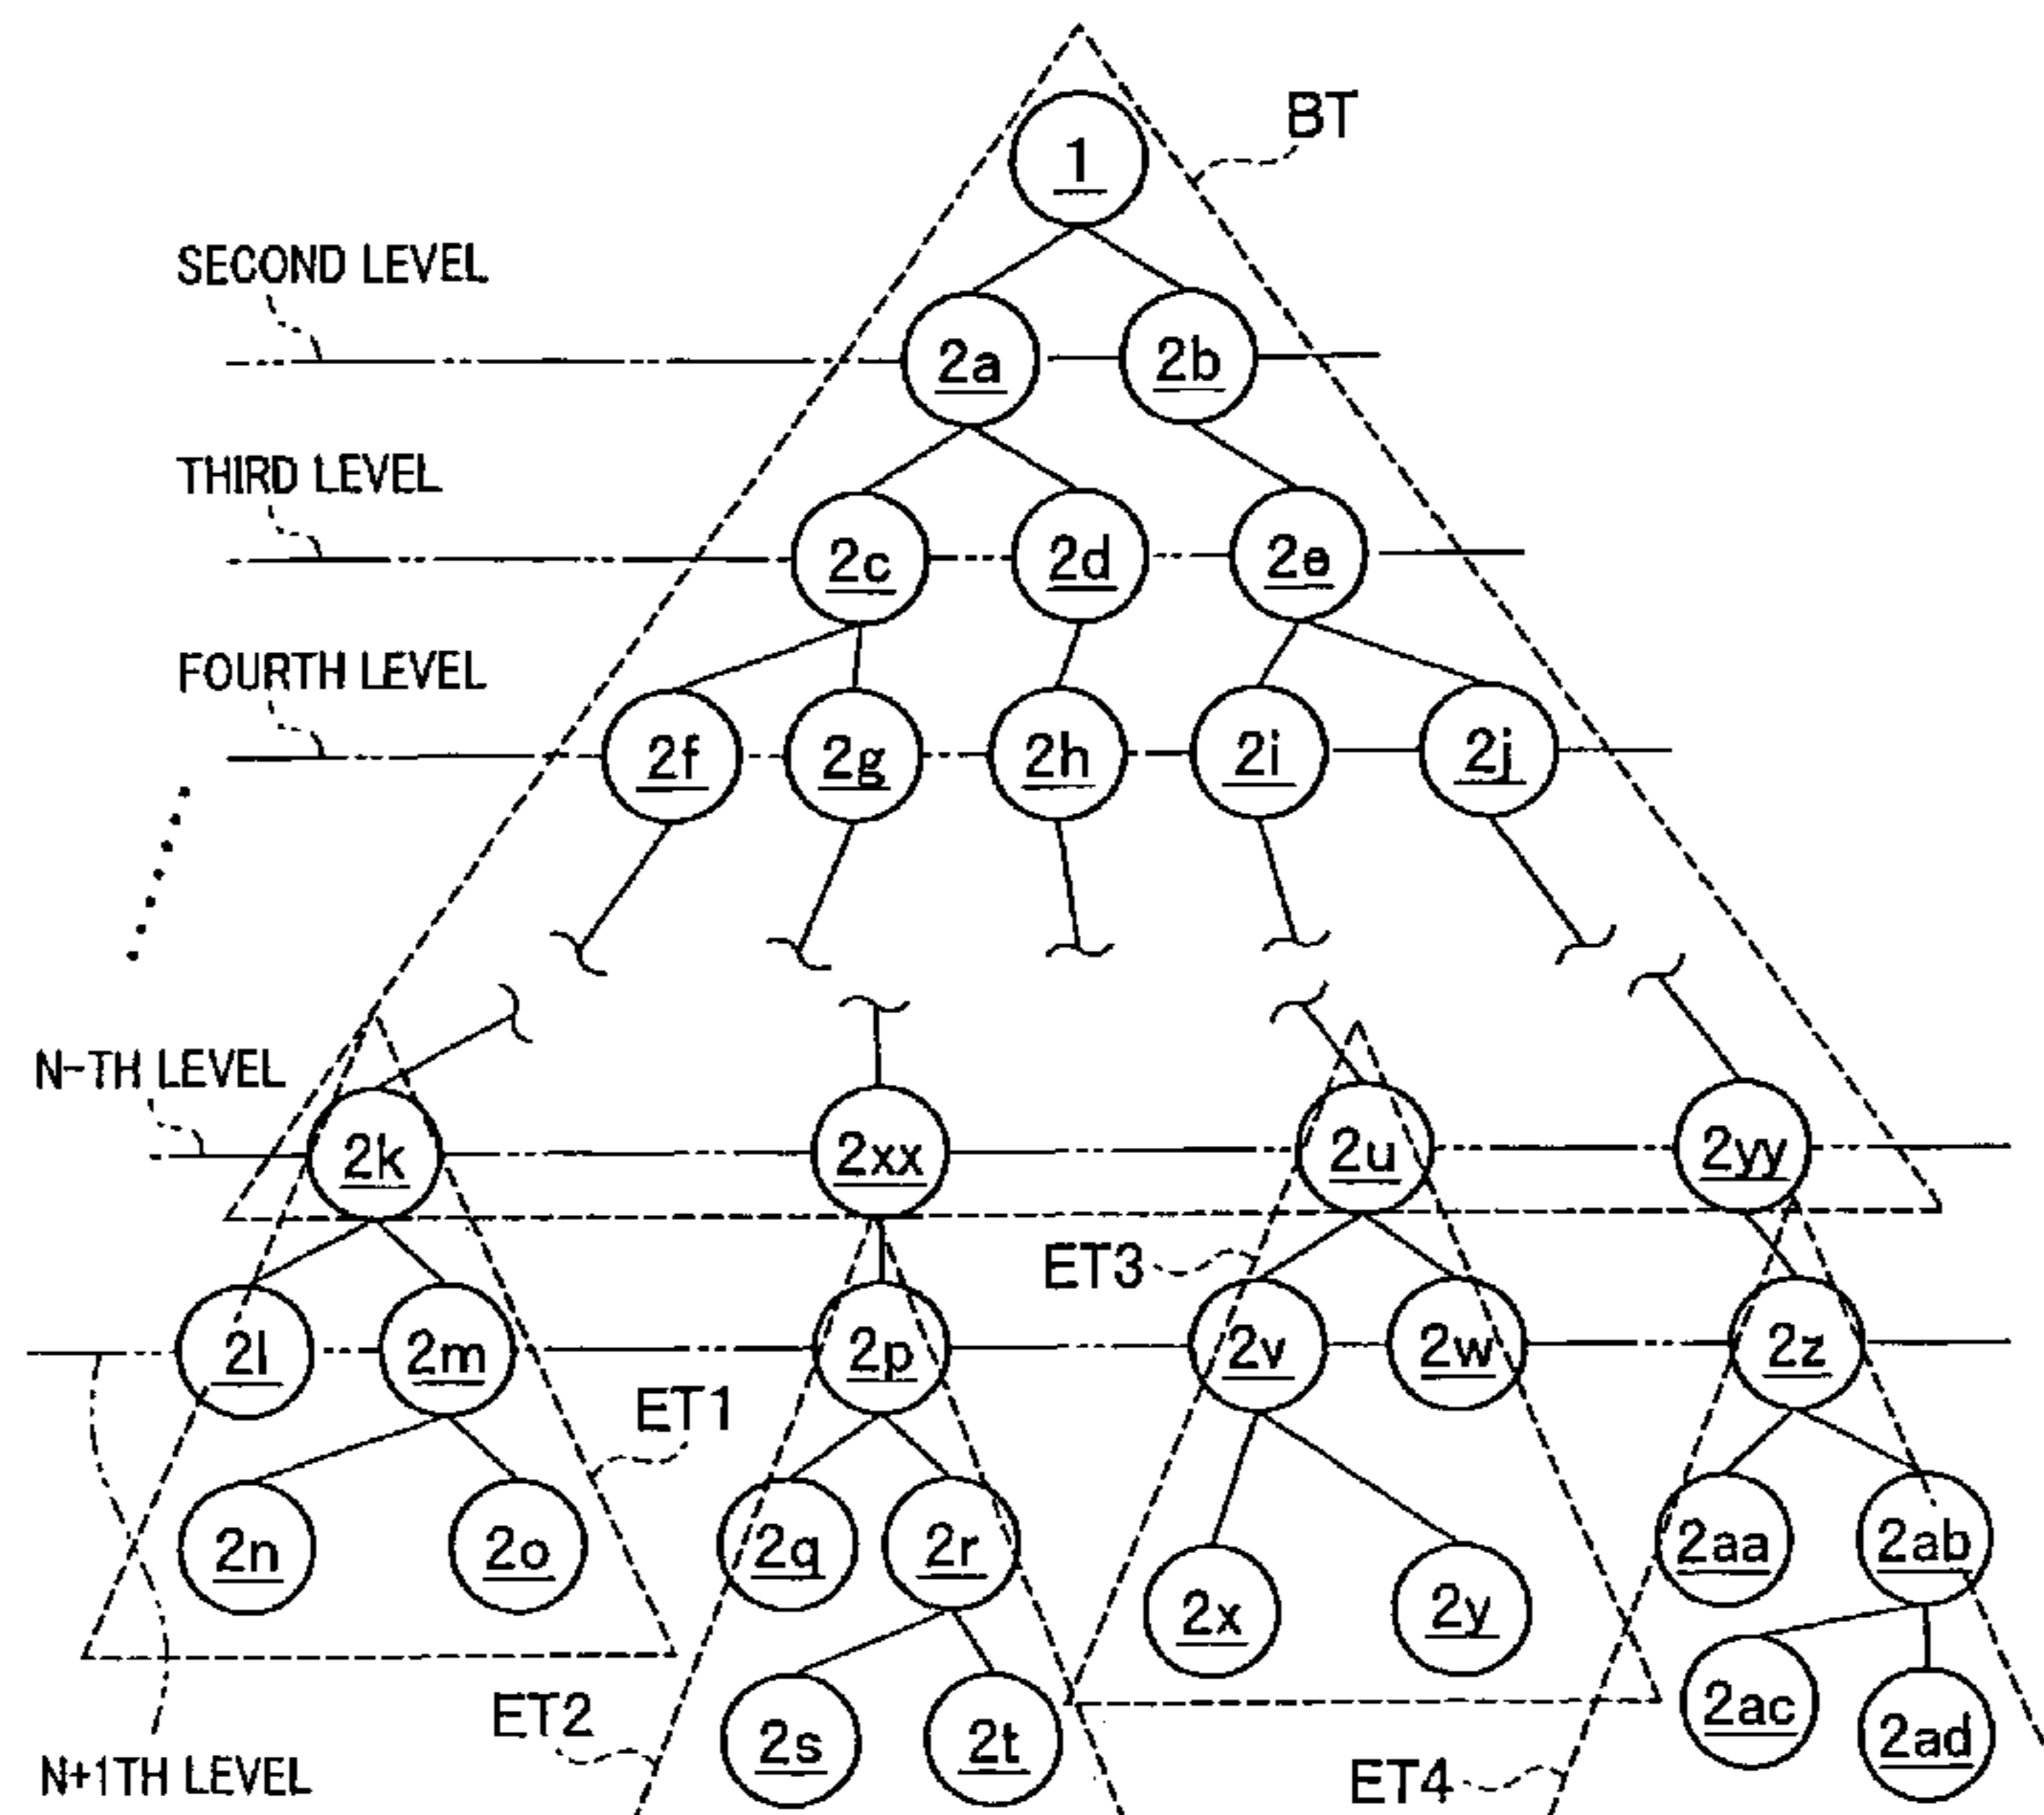 BT
1
SECOND LEVEL
2a 2b
THIRD LEVEL
2c 2d 2e
FOURTH LEVEL
2f 2g 2h 2i 2j
N-TH LEVEL
2k 2xx 2u 2yy
ET3
2l 2m 2p 2v 2w 2z
ET1
2n 2o 2q 2r 2aa 2ab
2x 2y
ET2
2s 2t 2ac 2ad
N+1TH LEVEL
ET4